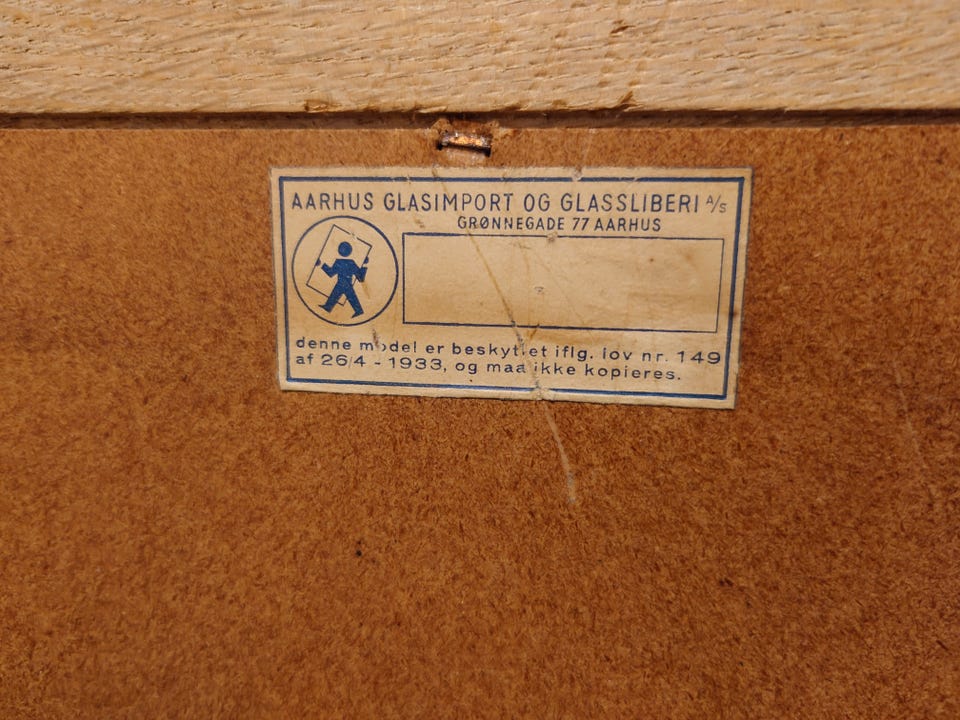 AARHUS GLASIMPORT OG GLASSLIBERI A/S
GRØNNEGADE 77 AARHUS
denne model er beskyttet iflg. lov nr. 149
af 26/4 - 1933, og maa ikke kopieres.